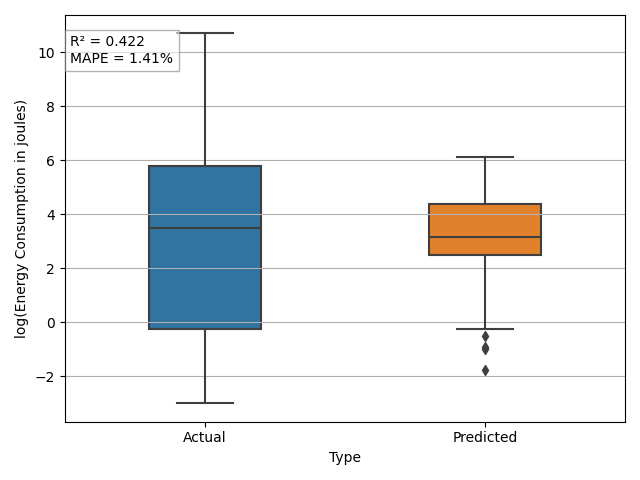 R² = 0.422
MAPE = 1.41%
10
8
6
4
2
0
−2
log(Energy Consumption in joules)
Actual
Predicted
Type